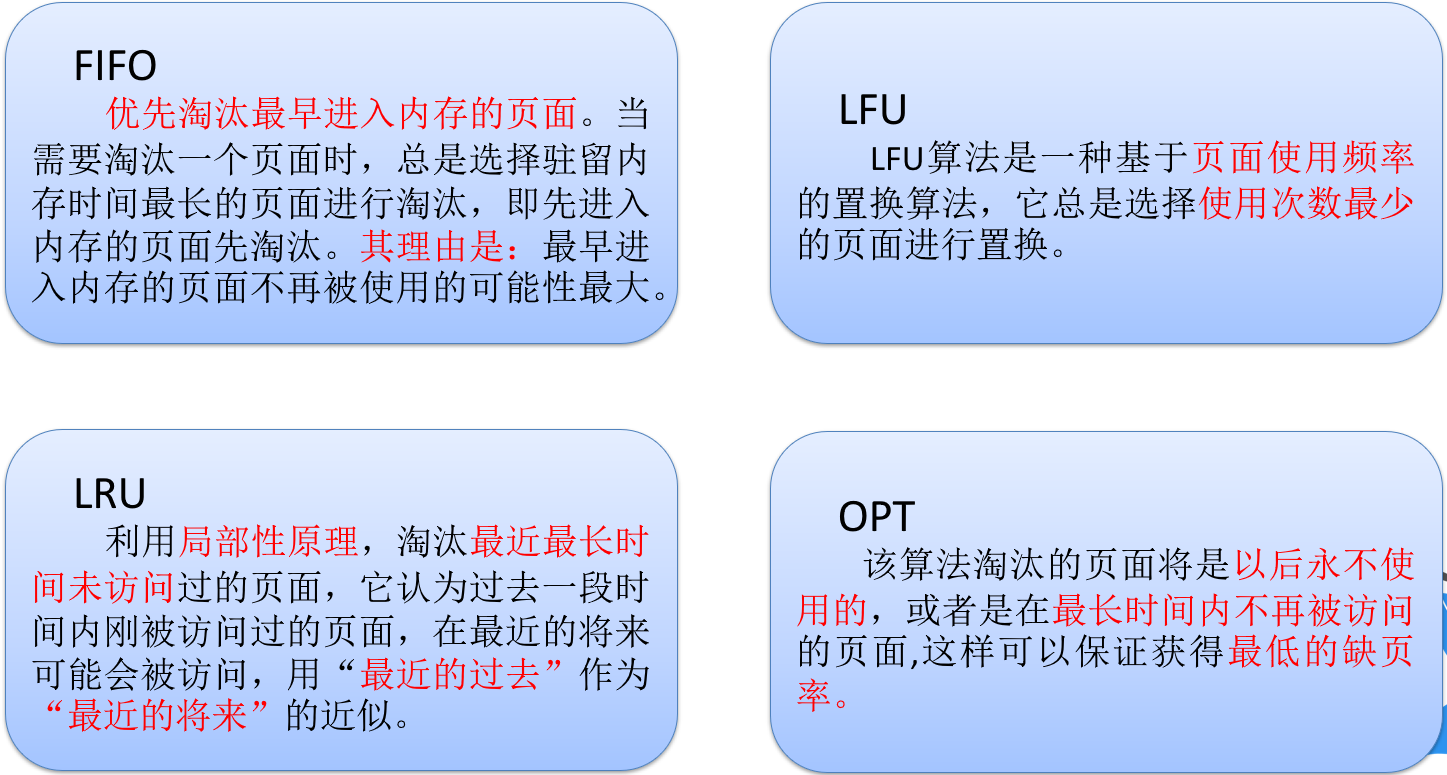 FIFO
优先淘汰最早进入内存的页面。当
需要淘汰一个页面时，总是选择驻留内
存时间最长的页面进行淘汰，即先进入
内存的页面先淘汰。其理由是：最早进
入内存的页面不再被使用的可能性最大。
LFU
LFU算法是一种基于页面使用频率
的置换算法，它总是选择使用次数最少
的页面进行置换。
LRU
利用局部性原理，淘汰最近最长时
间未访问过的页面，它认为过去一段时
间内刚被访问过的页面，在最近的将来
可能会被访问，用“最近的过去”作为
“最近的将来”的近似。
OPT
该算法淘汰的页面将是以后永不使
用的，或者是在最长时间内不再被访问
的页面,这样可以保证获得最低的缺页
率。